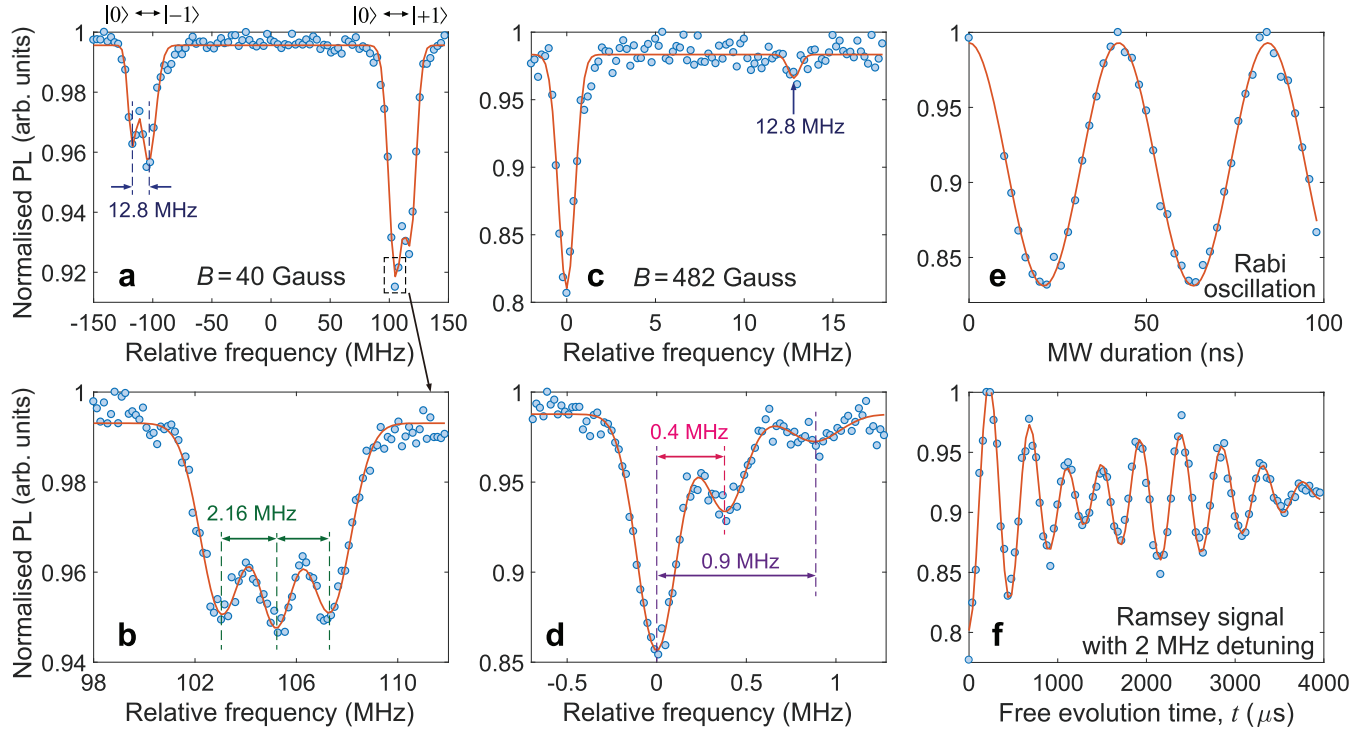 |0⟩ ↔ |−1⟩
|0⟩ ↔ |+1⟩
Normalised PL (arb. units)
1
0.98
0.96
0.94
0.92
12.8 MHz
a
B = 40 Gauss
-150
-100
-50
0
50
100
150
Relative frequency (MHz)
1
0.95
0.9
0.85
0.8
12.8 MHz
c
B = 482 Gauss
0
5
10
15
Relative frequency (MHz)
1
0.95
0.9
0.85
e
Rabi
oscillation
0
50
100
MW duration (ns)
Normalised PL (arb. units)
1
0.98
0.96
0.94
2.16 MHz
b
98
102
106
110
Relative frequency (MHz)
1
0.95
0.9
0.85
0.4 MHz
0.9 MHz
d
-0.5
0
0.5
1
Relative frequency (MHz)
1
0.95
0.9
0.85
0.8
f
Ramsey signal
with 2 MHz detuning
0
1000
2000
3000
4000
Free evolution time, t (μs)